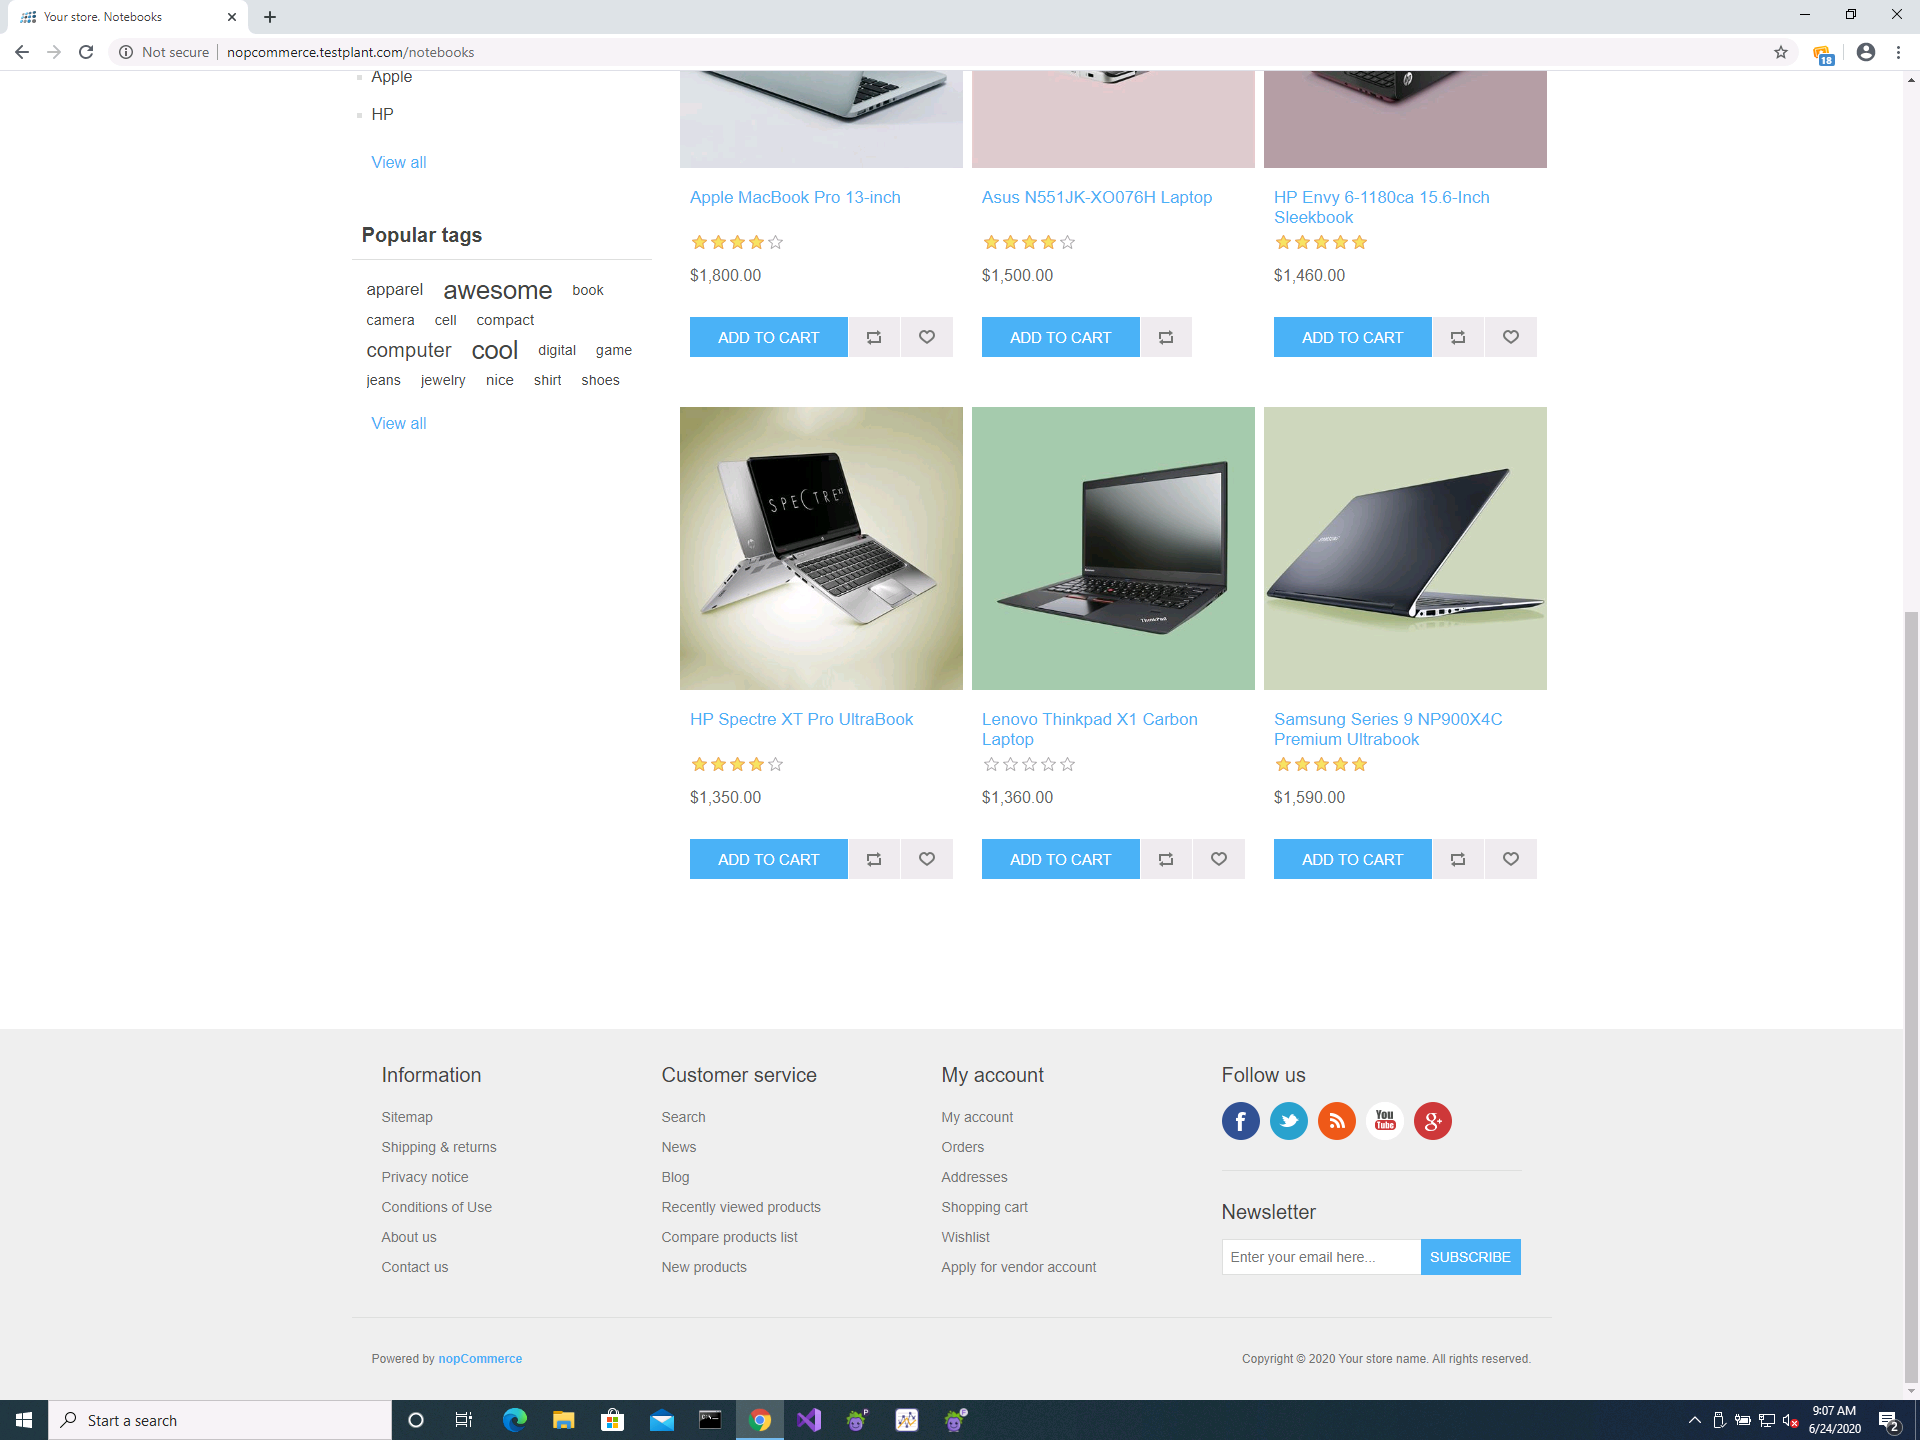 Your store. Notebooks
Not secure
nopcommerce.testplant.com/notebooks
18
Apple
HP
View all
Popular tags
apparel awesome book
camera cell compact
computer cool digital game
jeans jewelry nice shirt shoes
View all
Apple MacBook Pro 13-inch
$1,800.00
ADD TO CART
Asus N551JK-XO076H Laptop
$1,500.00
ADD TO CART
HP Envy 6-1180ca 15.6-Inch
Sleekbook
$1,460.00
ADD TO CART
SPECTRE XT
HP Spectre XT Pro UltraBook
$1,350.00
ADD TO CART
ThinkPad
Lenovo Thinkpad X1 Carbon
Laptop
$1,360.00
ADD TO CART
SAMSUNG
Samsung Series 9 NP900X4C
Premium Ultrabook
$1,590.00
ADD TO CART
Information
Sitemap
Shipping & returns
Privacy notice
Conditions of Use
About us
Contact us
Customer service
Search
News
Blog
Recently viewed products
Compare products list
New products
My account
My account
Orders
Addresses
Shopping cart
Wishlist
Apply for vendor account
Follow us
You
Tube
Newsletter
Enter your email here...
SUBSCRIBE
Powered by nopCommerce
Copyright © 2020 Your store name. All rights reserved.
Start a search
9:07 AM
6/24/2020
2